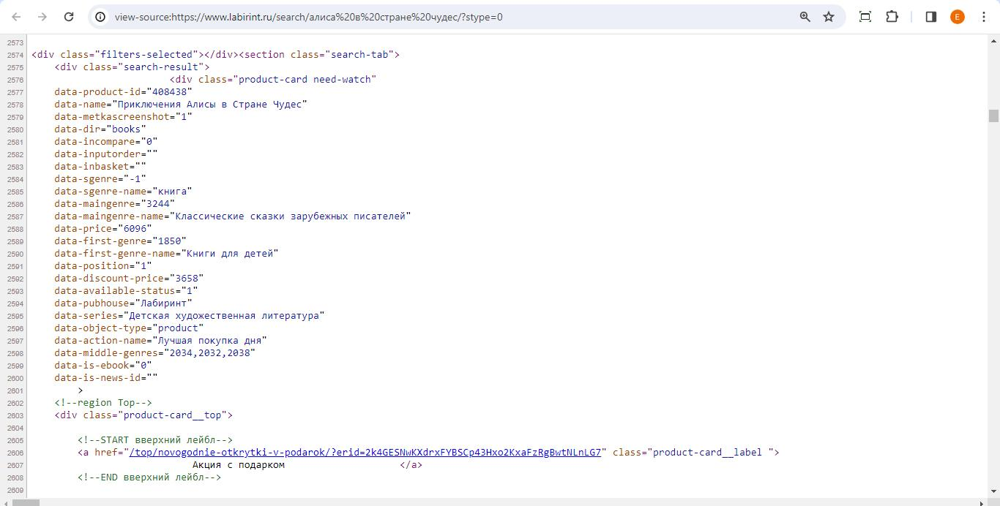 view-source:https://www.labirint.ru/search/алиса%20в%20стране%20чудес/?stype=0
E
2573
2574 <div class="filters-selected"></div><section class="search-tab">
2575 <div class="search-result">
2576 <div class="product-card need-watch"
2577 data-product-id="408438"
2578 data-name="Приключения Алисы в Стране Чудес"
2579 data-metkascreenshot="1"
2580 data-dir="books"
2581 data-incompare="0"
2582 data-inputorder=""
2583 data-inbasket=""
2584 data-sgenre="-1"
2585 data-sgenre-name="книга"
2586 data-maingenre="3244"
2587 data-maingenre-name="Классические сказки зарубежных писателей"
2588 data-price="6096"
2589 data-first-genre="1850"
2590 data-first-genre-name="Книги для детей"
2591 data-position="1"
2592 data-discount-price="3658"
2593 data-available-status="1"
2594 data-pubhouse="Лабиринт"
2595 data-series="Детская художественная литература"
2596 data-object-type="product"
2597 data-action-name="Лучшая покупка дня"
2598 data-middle-genres="2034,2032,2038"
2599 data-is-ebook="0"
2600 data-is-news-id=""
2601 >
2602 <!--region Top-->
2603 <div class="product-card__top">
2604
2605 <!--START вверхний лейбл-->
2606 <a href="/top/novogodnie-otkrytki-v-podarok/?erid=2k4GESNwKXdrxFYBSCp43Hxo2KxaFzRgBwtNLnLG7" class="product-card__label ">
2607 Акция с подарком </a>
2608 <!--END вверхний лейбл-->
2609